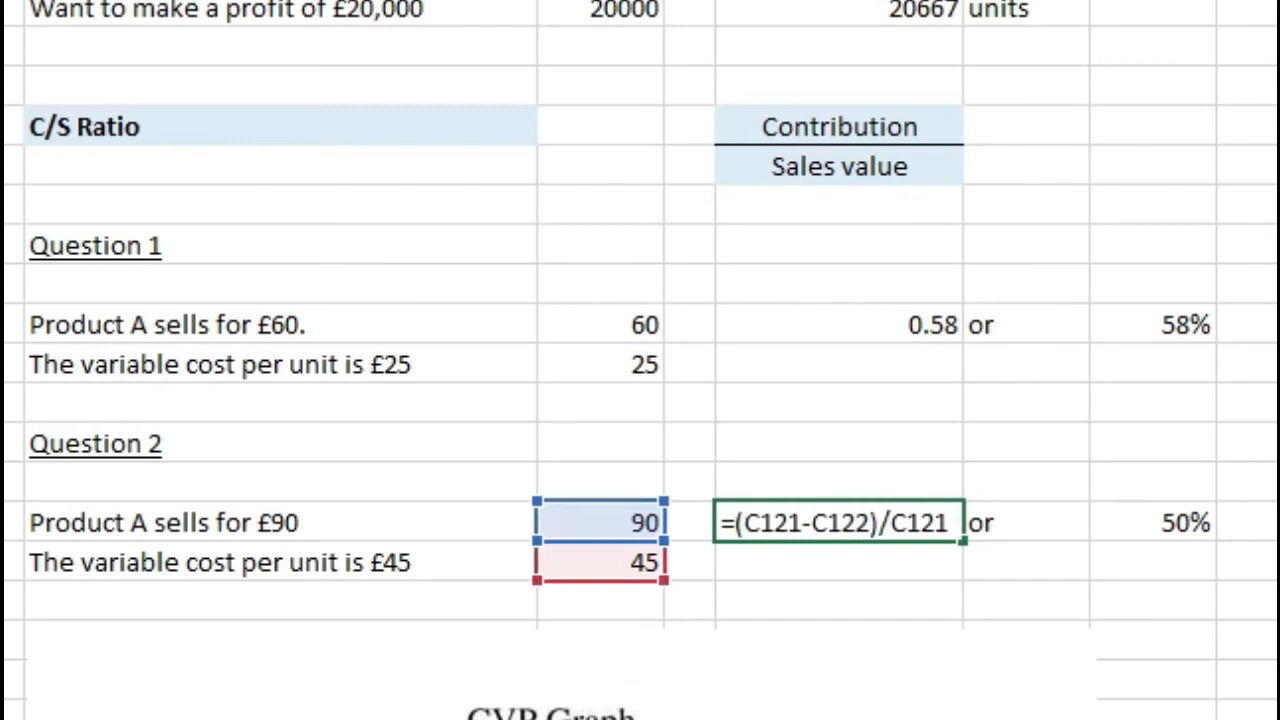 Want to make a profit of £20,000 20000 20667 units
C/S Ratio Contribution
Sales value
Question 1
Product A sells for £60. 60 0.58 or 58%
The variable cost per unit is £25 25
Question 2
Product A sells for £90 90 =(C121-C122)/C121 or 50%
The variable cost per unit is £45 45
CVP Graph